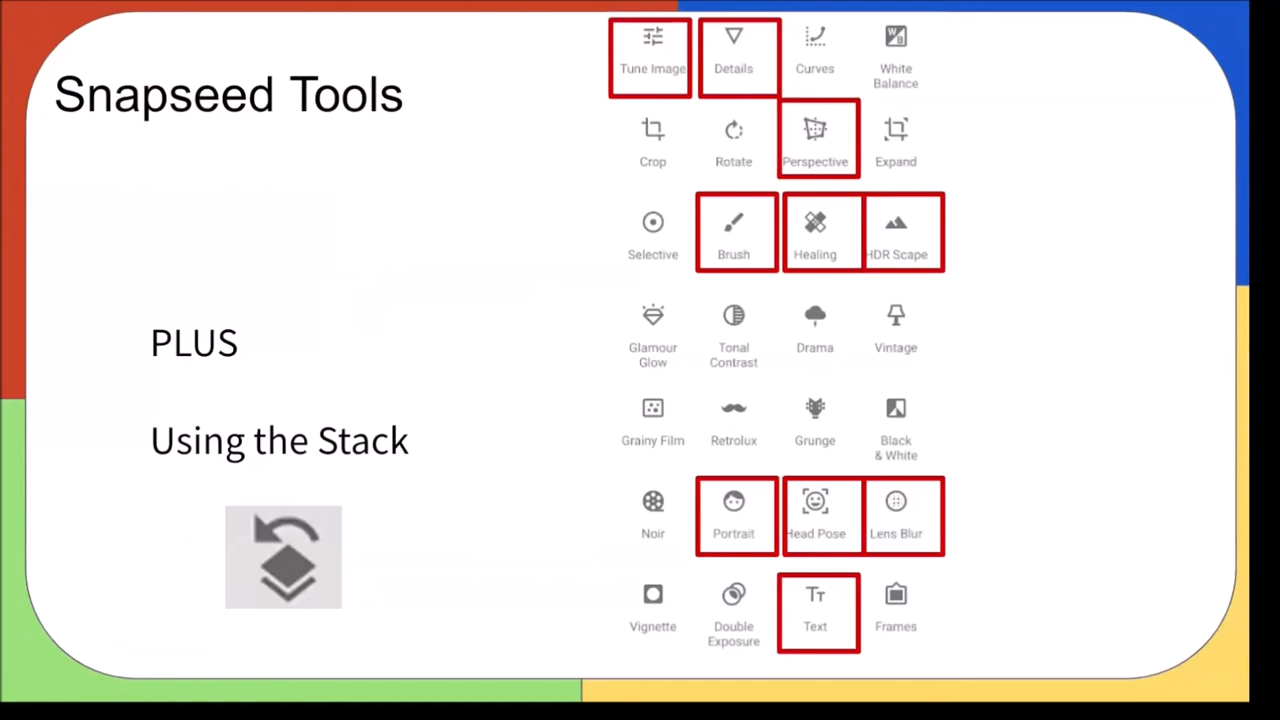 Snapseed Tools
PLUS
Using the Stack
Tune Image
Details
Curves
W
B
White
Balance
Crop
Rotate
Perspective
Expand
Selective
Brush
Healing
HDR Scape
Glamour
Glow
Tonal
Contrast
Drama
Vintage
Grainy Film
Retrolux
Grunge
Black
& White
Noir
Portrait
Head Pose
Lens Blur
Vignette
Double
Exposure
TT
Text
Frames